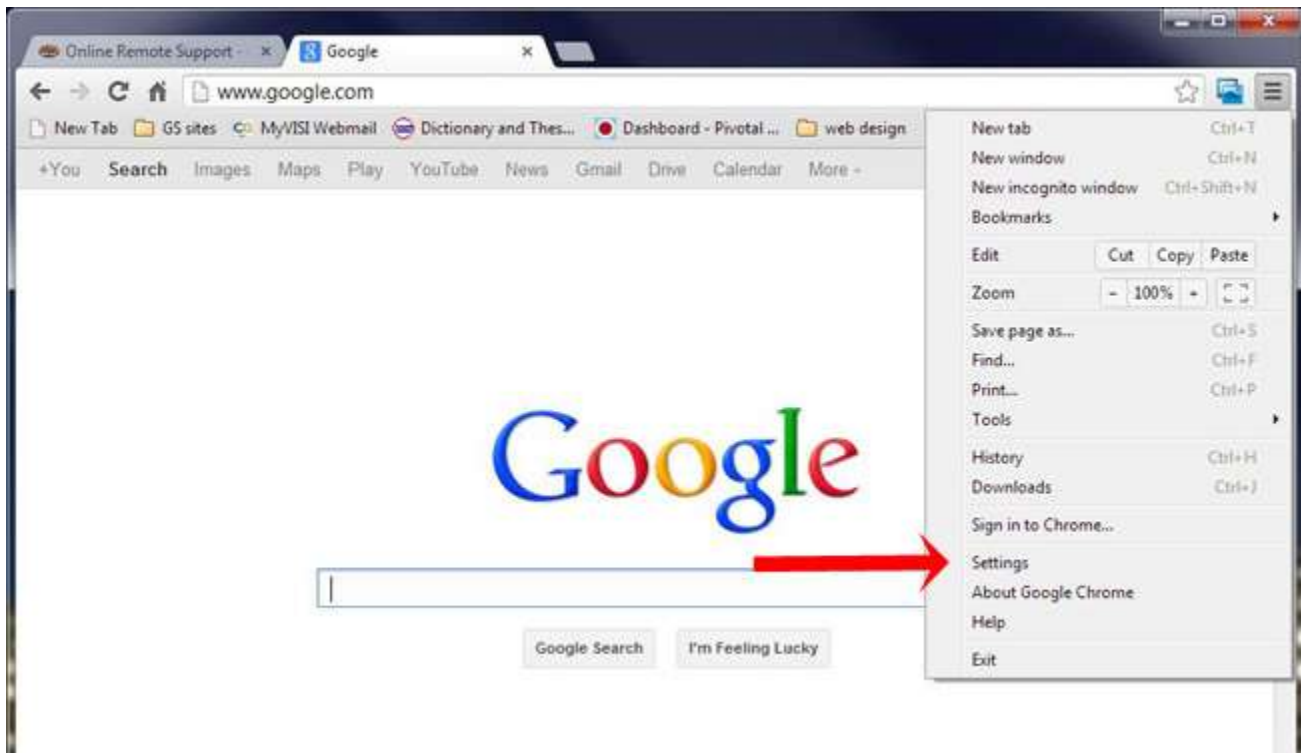 Online Remote Support - Google
www.google.com
New Tab GS sites MyVISI Webmail Dictionary and Thes... Dashboard - Pivotal ... web design
+You Search Images Maps Play YouTube News Gmail Drive Calendar More
Google
Google Search I'm Feeling Lucky
New tab Ctrl+T
New window Ctrl+N
New incognito window Ctrl+Shift+N
Bookmarks
Edit Cut Copy Paste
Zoom - 100% +
Save page as... Ctrl+S
Find... Ctrl+F
Print... Ctrl+P
Tools
History Ctrl+H
Downloads Ctrl+J
Sign in to Chrome...
Settings
About Google Chrome
Help
Exit